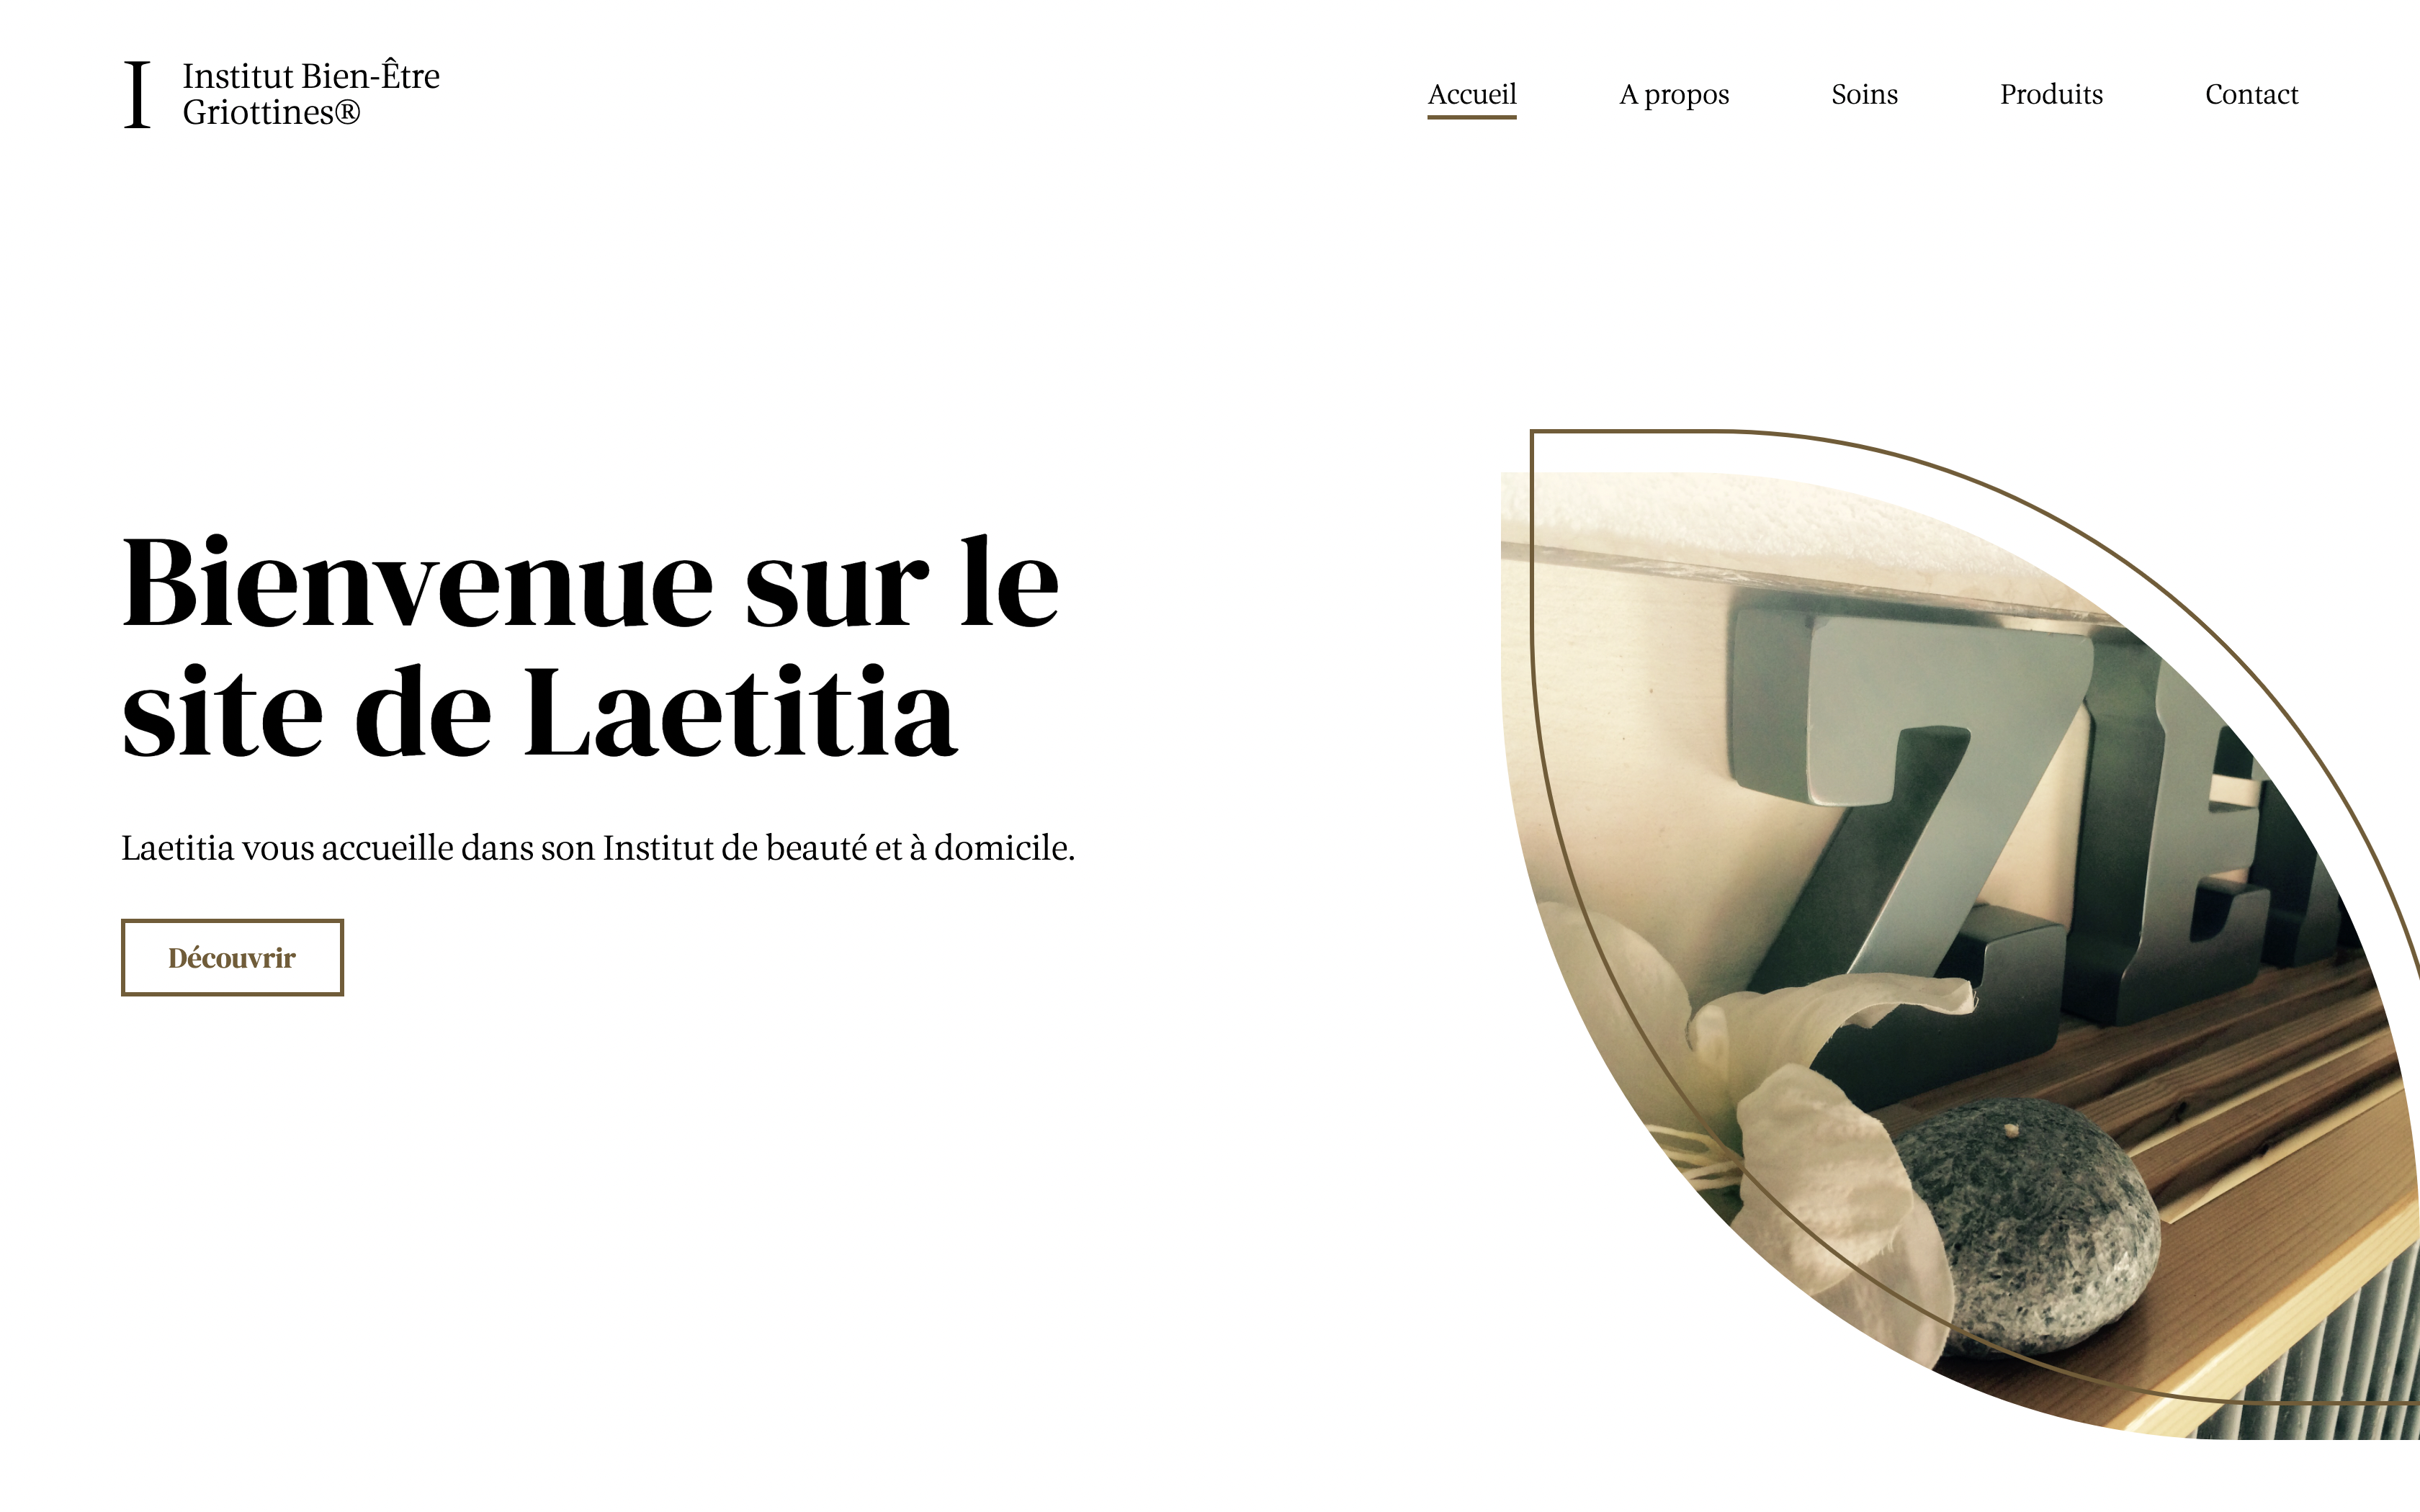 I
Institut Bien-Être
Griottines®
Accueil
A propos
Soins
Produits
Contact
Bienvenue sur le
site de Laetitia
Laetitia vous accueille dans son Institut de beauté et à domicile.
Découvrir
ZE